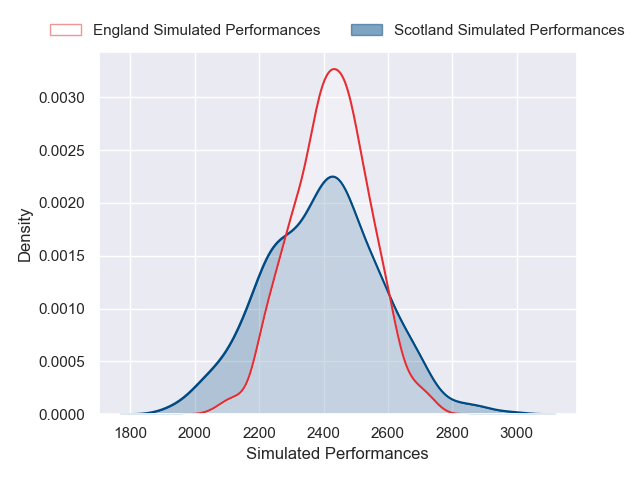 England Simulated Performances Scotland Simulated Performances
0.0030
0.0025
0.0020
0.0015
0.0010
0.0005
0.0000
Density
1800 2000 2200 2400 2600 2800 3000
Simulated Performances